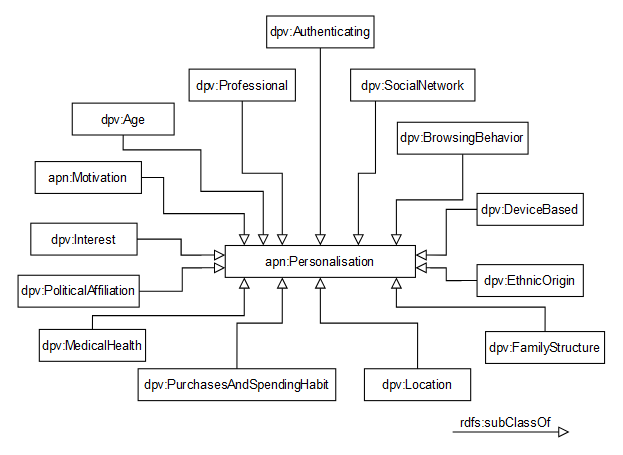 dpv:Authenticating
dpv:Professional
dpv:SocialNetwork
dpv:Age
dpv:BrowsingBehavior
apn:Motivation
dpv:DeviceBased
dpv:Interest
apn:Personalisation
dpv:EthnicOrigin
dpv:PoliticalAffiliation
dpv:MedicalHealth
dpv:FamilyStructure
dpv:PurchasesAndSpendingHabit
dpv:Location
rdfs:subClassOf